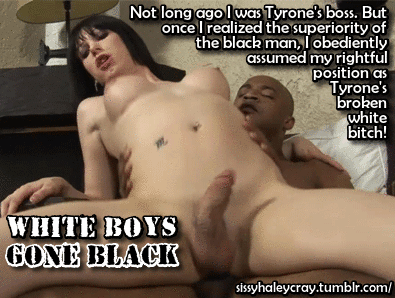 Not long ago I was Tyrone's boss. But
once I realized the superiority of
the black man, I obediently
assumed my rightful
position as
Tyrone's
broken
white
bitch!
WHITE BOYS
GONE BLACK
sissyhaleycray.tumblr.com/